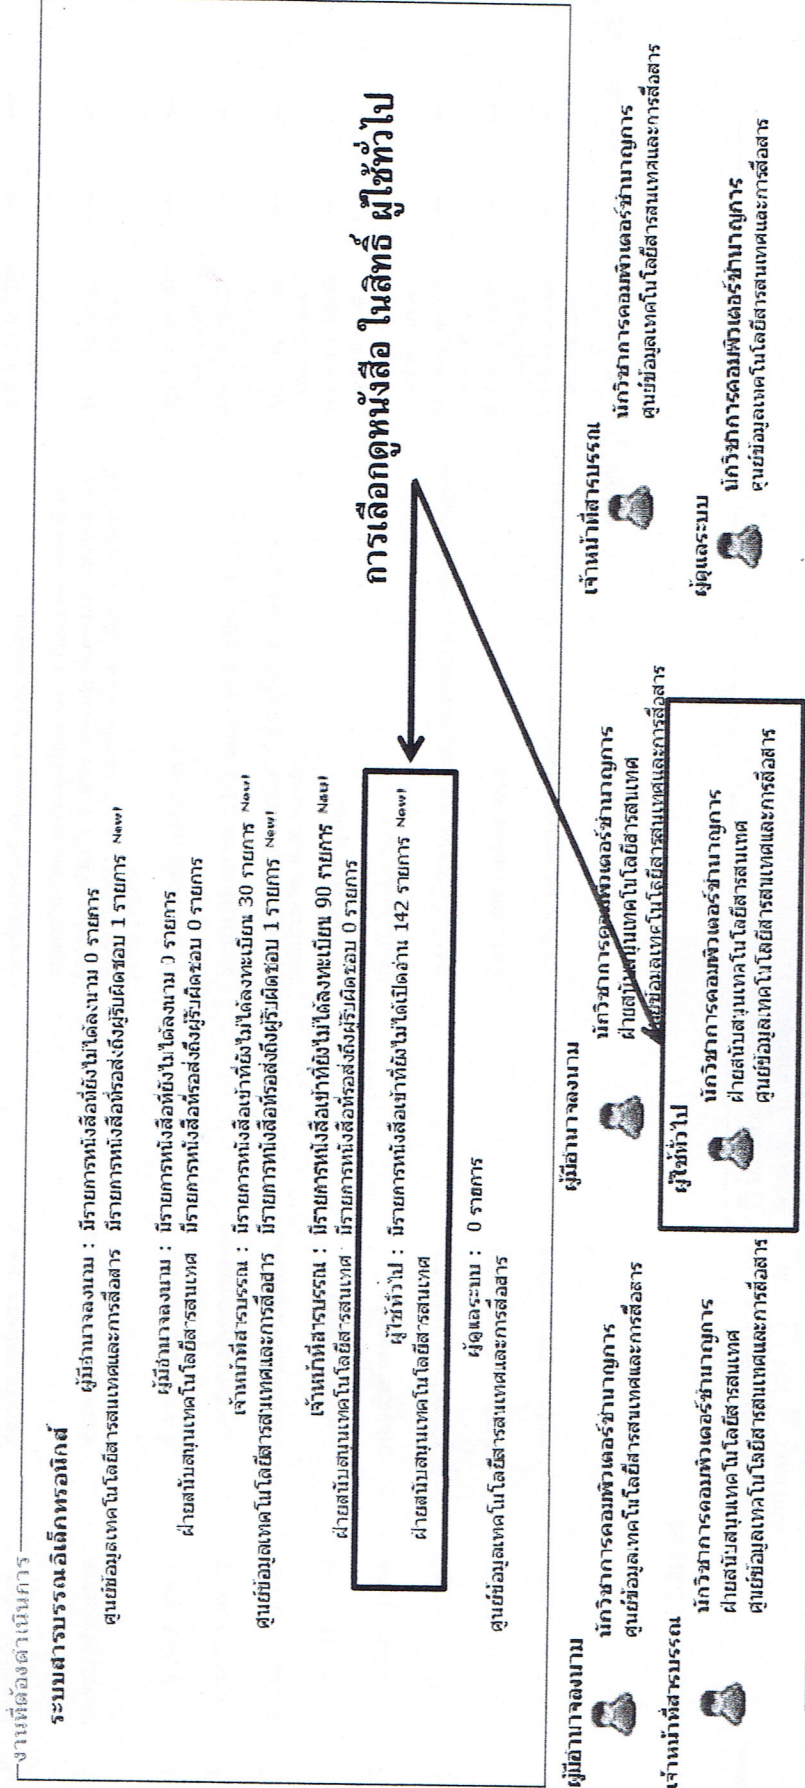 งานที่ต้องดำเนินการ
ระบบสารบรรณอิเล็กทรอนิกส์
ผู้มีอำนาจลงนาม : มีรายการหนังสือที่ยังไม่ได้ลงนาม 0 รายการ
ศูนย์ข้อมูลเทคโนโลยีสารสนเทศและการสื่อสาร มีรายการหนังสือที่รอส่งถึงผู้รับผิดชอบ 1 รายการ New!
ผู้มีอำนาจลงนาม : มีรายการหนังสือที่ยังไม่ได้ลงนาม 0 รายการ
ฝ่ายสนับสนุนเทคโนโลยีสารสนเทศ มีรายการหนังสือที่รอส่งถึงผู้รับผิดชอบ 0 รายการ
เจ้าหน้าที่สารบรรณ : มีรายการหนังสือเข้าที่ยังไม่ได้ลงทะเบียน 30 รายการ New!
ศูนย์ข้อมูลเทคโนโลยีสารสนเทศและการสื่อสาร มีรายการหนังสือที่รอส่งถึงผู้รับผิดชอบ 1 รายการ New!
เจ้าหน้าที่สารบรรณ : มีรายการหนังสือเข้าที่ยังไม่ได้ลงทะเบียน 90 รายการ New!
ฝ่ายสนับสนุนเทคโนโลยีสารสนเทศ มีรายการหนังสือที่รอส่งถึงผู้รับผิดชอบ 0 รายการ
ผู้ใช้ทั่วไป : มีรายการหนังสือเข้าที่ยังไม่ได้เปิดอ่าน 142 รายการ New!
ฝ่ายสนับสนุนเทคโนโลยีสารสนเทศ
ผู้ดูแลระบบ : 0 รายการ
ศูนย์ข้อมูลเทคโนโลยีสารสนเทศและการสื่อสาร
การเลือกดูหนังสือ ในสิทธิ์ ผู้ใช้ทั่วไป
ผู้มีอำนาจลงนาม
นักวิชาการคอมพิวเตอร์ชำนาญการ
ศูนย์ข้อมูลเทคโนโลยีสารสนเทศและการสื่อสาร
ผู้มีอำนาจลงนาม
นักวิชาการคอมพิวเตอร์ชำนาญการ
ฝ่ายสนับสนุนเทคโนโลยีสารสนเทศ
ศูนย์ข้อมูลเทคโนโลยีสารสนเทศและการสื่อสาร
เจ้าหน้าที่สารบรรณ
นักวิชาการคอมพิวเตอร์ชำนาญการ
ศูนย์ข้อมูลเทคโนโลยีสารสนเทศและการสื่อสาร
เจ้าหน้าที่สารบรรณ
นักวิชาการคอมพิวเตอร์ชำนาญการ
ฝ่ายสนับสนุนเทคโนโลยีสารสนเทศ
ศูนย์ข้อมูลเทคโนโลยีสารสนเทศและการสื่อสาร
ผู้ใช้ทั่วไป
นักวิชาการคอมพิวเตอร์ชำนาญการ
ฝ่ายสนับสนุนเทคโนโลยีสารสนเทศ
ศูนย์ข้อมูลเทคโนโลยีสารสนเทศและการสื่อสาร
ผู้ดูแลระบบ
นักวิชาการคอมพิวเตอร์ชำนาญการ
ศูนย์ข้อมูลเทคโนโลยีสารสนเทศและการสื่อสาร